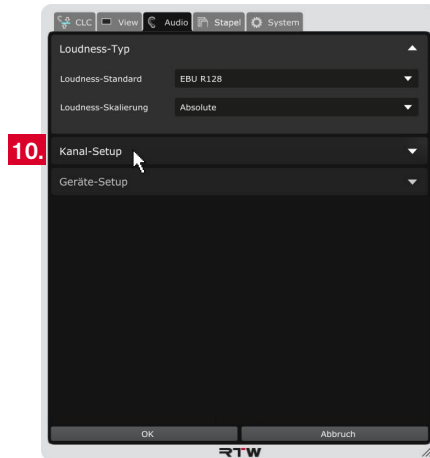 CLC View Audio Stapel System
Loudness-Typ
Loudness-Standard EBU R128
Loudness-Skalierung Absolute
10. Kanal-Setup
Geräte-Setup
OK Abbruch
RTW